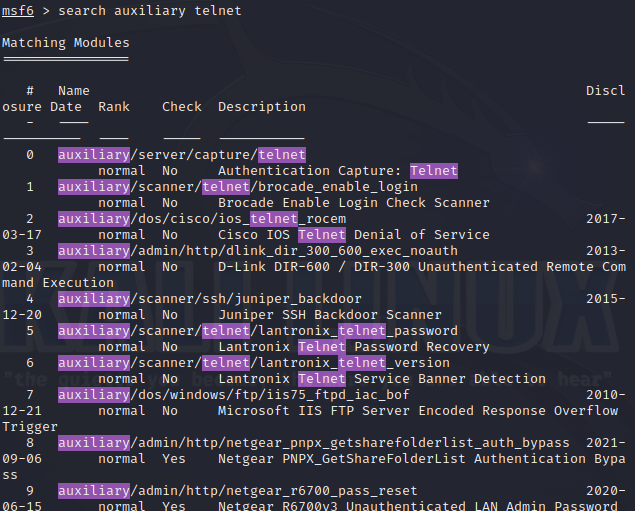 msf6 > search auxiliary telnet
Matching Modules
================
# Name Discl
osure Date Rank Check Description
- ---- -----
---------- ---- ----- -----------
0 auxiliary/server/capture/telnet
normal No Authentication Capture: Telnet
1 auxiliary/scanner/telnet/brocade_enable_login
normal No Brocade Enable Login Check Scanner
2 auxiliary/dos/cisco/ios_telnet_rocem 2017-
03-17 normal No Cisco IOS Telnet Denial of Service
3 auxiliary/admin/http/dlink_dir_300_600_exec_noauth 2013-
02-04 normal No D-Link DIR-600 / DIR-300 Unauthenticated Remote Com
mand Execution
4 auxiliary/scanner/ssh/juniper_backdoor 2015-
12-20 normal No Juniper SSH Backdoor Scanner
5 auxiliary/scanner/telnet/lantronix_telnet_password
normal No Lantronix Telnet Password Recovery
6 auxiliary/scanner/telnet/lantronix_telnet_version
normal No Lantronix Telnet Service Banner Detection
7 auxiliary/dos/windows/ftp/iis75_ftpd_iac_bof 2010-
12-21 normal No Microsoft IIS FTP Server Encoded Response Overflow
Trigger
8 auxiliary/admin/http/netgear_pnpx_getsharefolderlist_auth_bypass 2021-
09-06 normal Yes Netgear PNPX_GetShareFolderList Authentication Bypa
ss
9 auxiliary/admin/http/netgear_r6700_pass_reset 2020-
06-15 normal Yes Netgear R6700v3 Unauthenticated LAN Admin Password